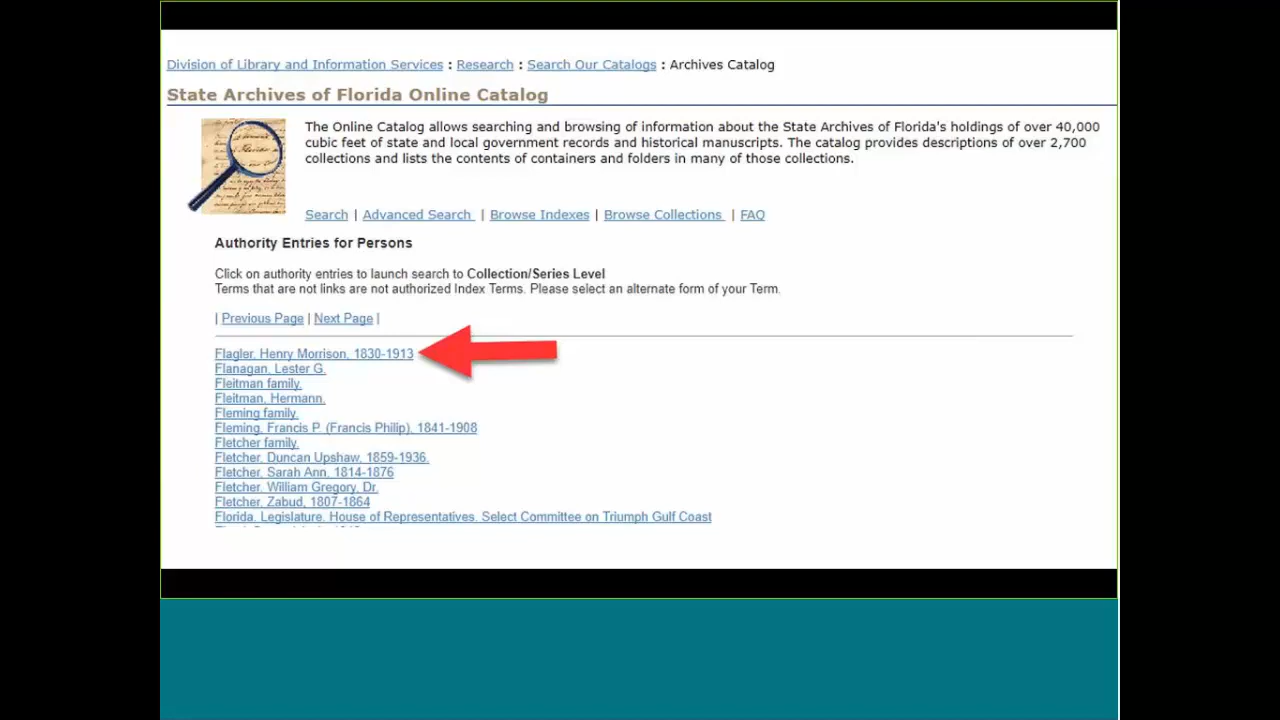 Division of Library and Information Services : Research : Search Our Catalogs : Archives Catalog
State Archives of Florida Online Catalog
The Online Catalog allows searching and browsing of information about the State Archives of Florida's holdings of over 40,000
cubic feet of state and local government records and historical manuscripts. The catalog provides descriptions of over 2,700
collections and lists the contents of containers and folders in many of those collections.
Search | Advanced Search | Browse Indexes | Browse Collections | FAQ
Authority Entries for Persons
Click on authority entries to launch search to Collection/Series Level
Terms that are not links are not authorized Index Terms. Please select an alternate form of your Term.
| Previous Page | Next Page |
Flagler, Henry Morrison, 1830-1913
Flanagan, Lester G.
Fleitman family.
Fleitman, Hermann.
Fleming family.
Fleming, Francis P. (Francis Philip), 1841-1908
Fletcher family.
Fletcher, Duncan Upshaw, 1859-1936.
Fletcher, Sarah Ann, 1814-1876
Fletcher, William Gregory, Dr.
Fletcher, Zabud, 1807-1864
Florida. Legislature. House of Representatives. Select Committee on Triumph Gulf Coast